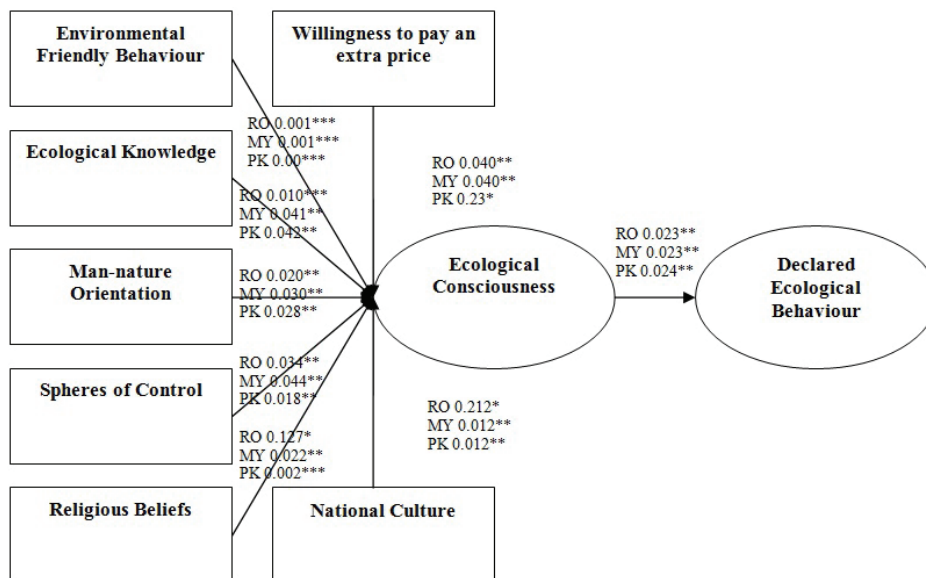 Environmental
Friendly Behaviour
Willingness to pay an
extra price
RO 0.001***
MY 0.001***
PK 0.00***
Ecological Knowledge
RO 0.010***
MY 0.041**
PK 0.042**
RO 0.040**
MY 0.040**
PK 0.23*
Man-nature
Orientation
RO 0.020**
MY 0.030**
PK 0.028**
Ecological
Consciousness
RO 0.023**
MY 0.023**
PK 0.024**
Declared
Ecological
Behaviour
Spheres of Control
RO 0.034**
MY 0.044**
PK 0.018**
RO 0.212*
MY 0.012**
PK 0.012**
RO 0.127*
MY 0.022**
PK 0.002***
Religious Beliefs
National Culture